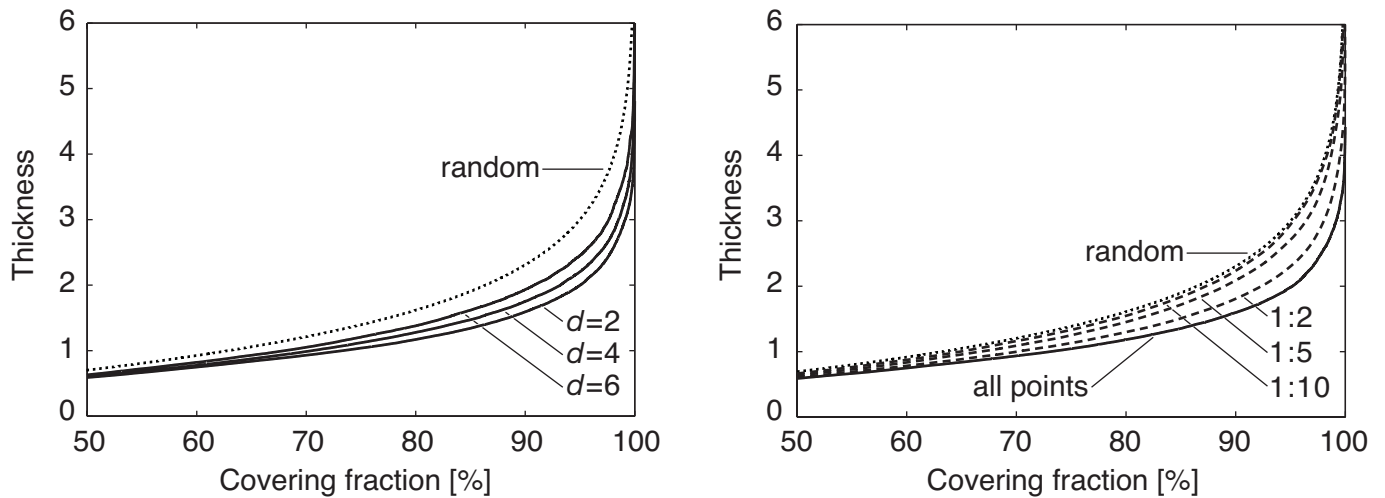 6
5
4
3
2
1
0
Thickness
random
d=2
d=4
d=6
50 60 70 80 90 100
Covering fraction [%]
6
5
4
3
2
1
0
Thickness
random
1:2
1:5
all points 1:10
50 60 70 80 90 100
Covering fraction [%]